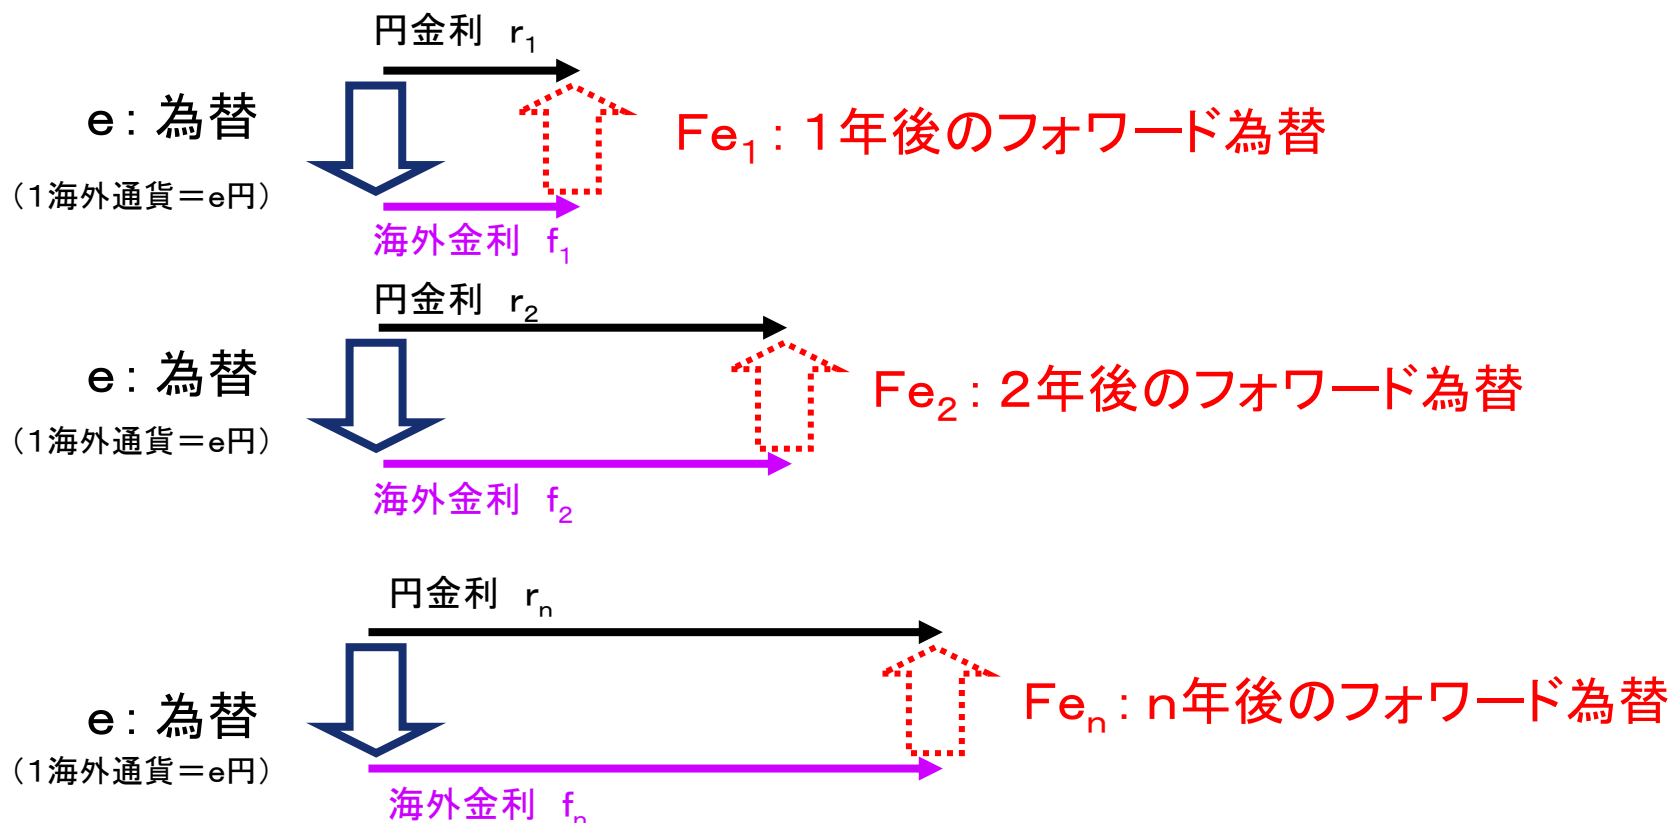 円金利 r₁
e：為替
Fe₁：１年後のフォワード為替
（1海外通貨＝e円）
海外金利 f₁
円金利 r₂
e：為替
Fe₂：２年後のフォワード為替
（1海外通貨＝e円）
海外金利 f₂
円金利 rₙ
e：為替
Feₙ：ｎ年後のフォワード為替
（1海外通貨＝e円）
海外金利 fₙ